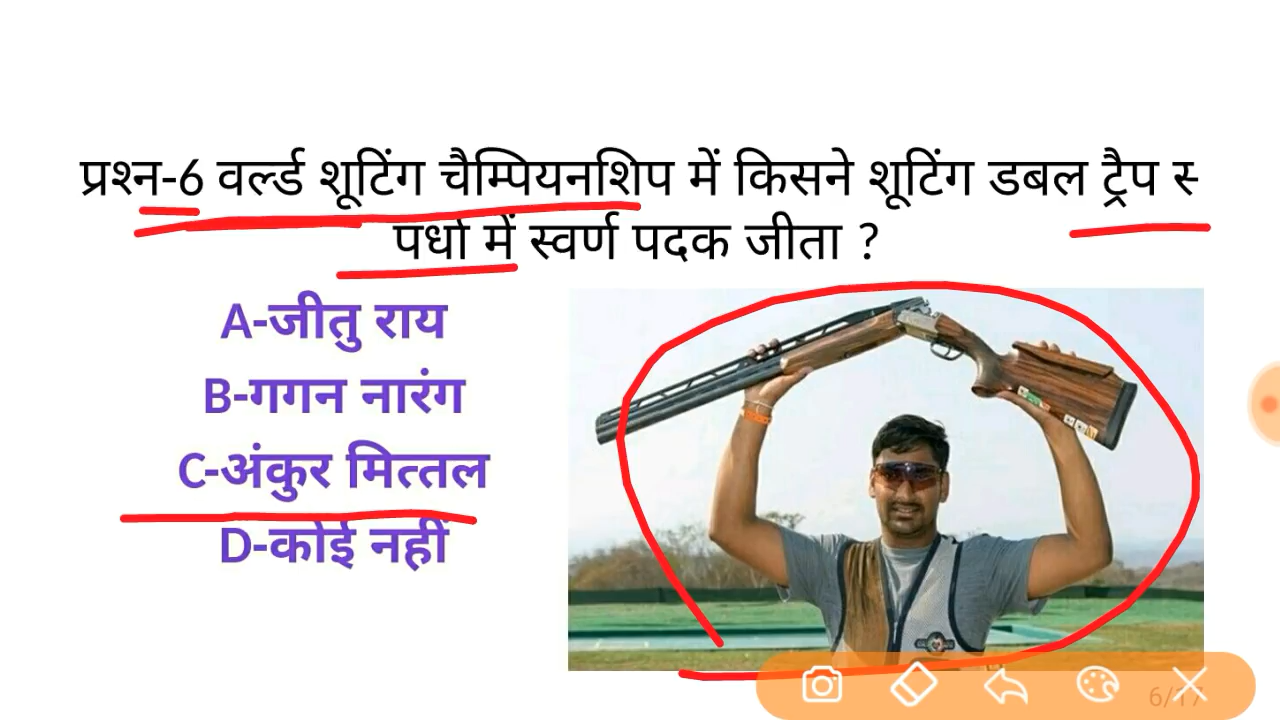 प्रश्न-6 वर्ल्ड शूटिंग चैम्पियनशिप में किसने शूटिंग डबल ट्रैप स्
पर्धा में स्वर्ण पदक जीता ?
A-जीतु राय
B-गगन नारंग
C-अंकुर मित्तल
D-कोई नहीं
6/17